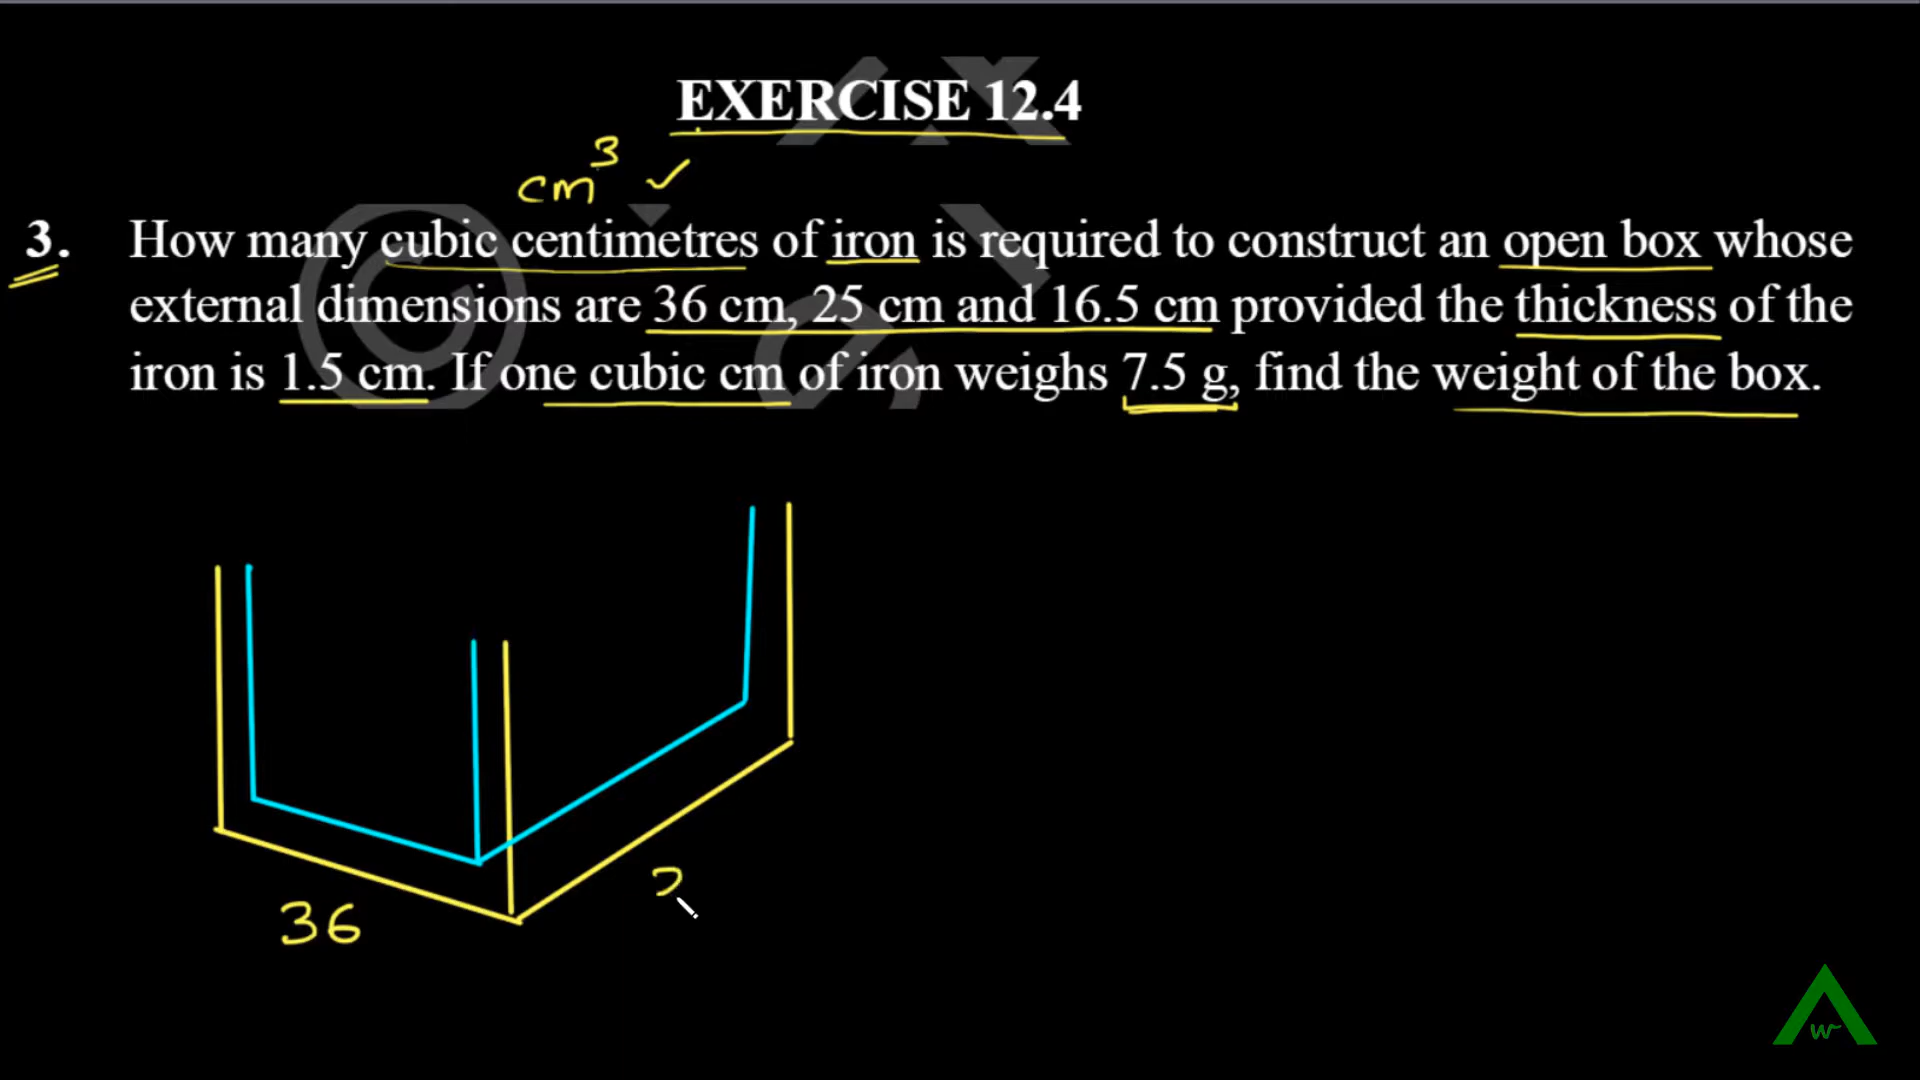 EXERCISE 12.4
cm³ ✓
3. How many cubic centimetres of iron is required to construct an open box whose
external dimensions are 36 cm, 25 cm and 16.5 cm provided the thickness of the
iron is 1.5 cm. If one cubic cm of iron weighs 7.5 g, find the weight of the box.
36
W